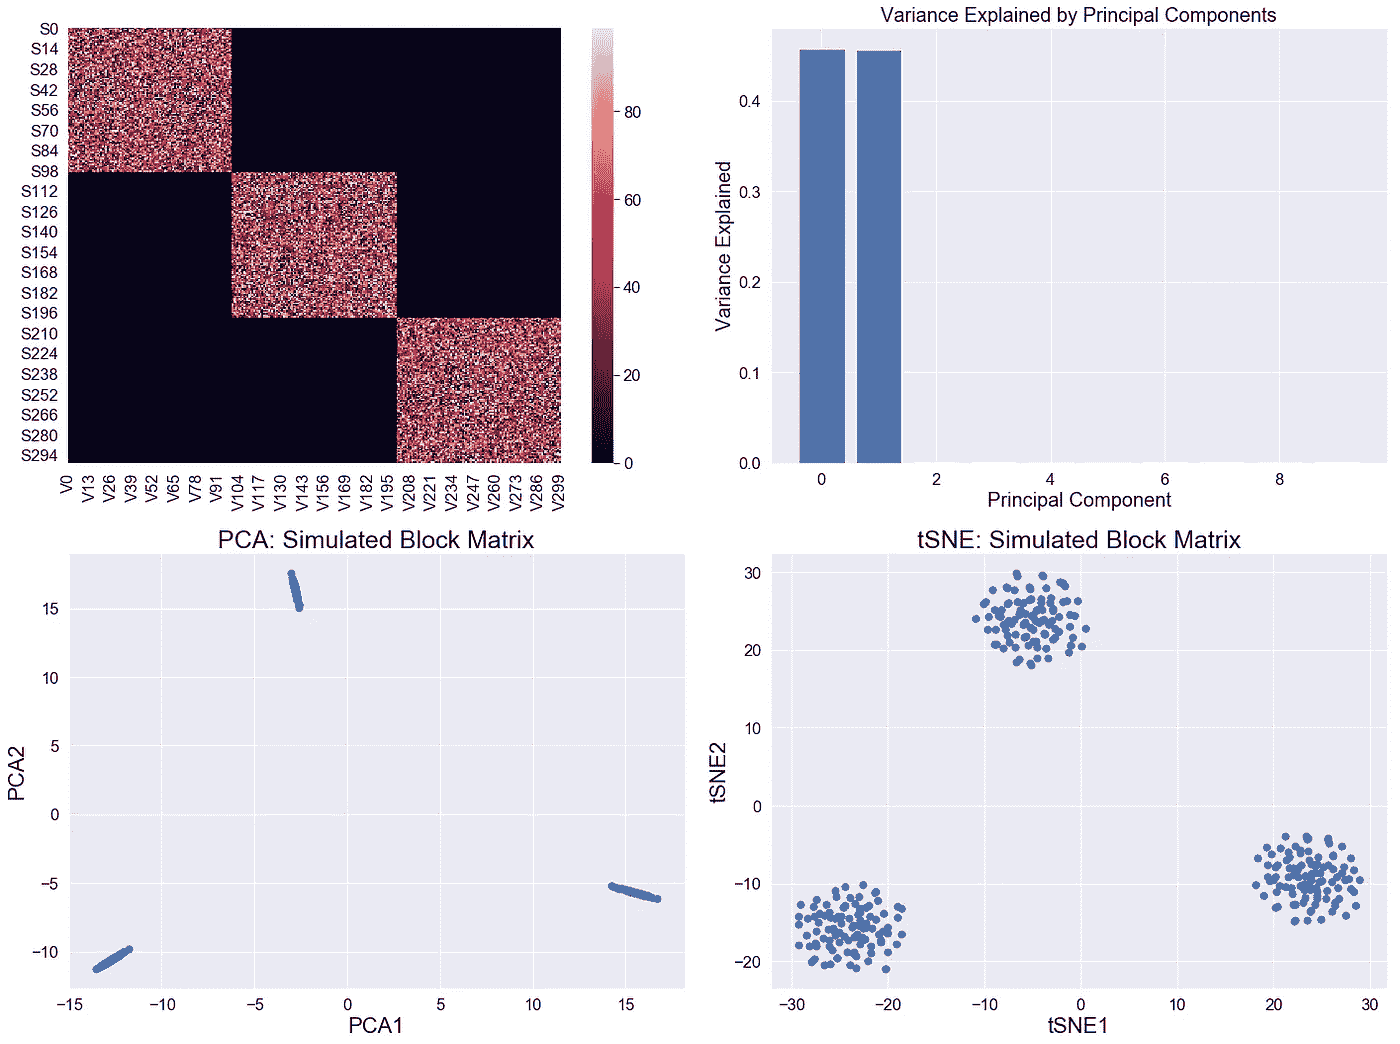 S0
S14
S28
S42
S56
S70
S84
S98
S112
S126
S140
S154
S168
S182
S196
S210
S224
S238
S252
S266
S280
S294
V0 V13 V26 V39 V52 V65 V78 V91 V104 V117 V130 V143 V156 V169 V182 V195 V208 V221 V234 V247 V260 V273 V286 V299
80
60
40
20
0
Variance Explained by Principal Components
Variance Explained
0.4
0.3
0.2
0.1
0.0
0 2 4 6 8
Principal Component
PCA: Simulated Block Matrix
PCA2
15
10
5
0
−5
−10
−15 −10 −5 0 5 10 15
PCA1
tSNE: Simulated Block Matrix
tSNE2
30
20
10
0
−10
−20
−30 −20 −10 0 10 20 30
tSNE1